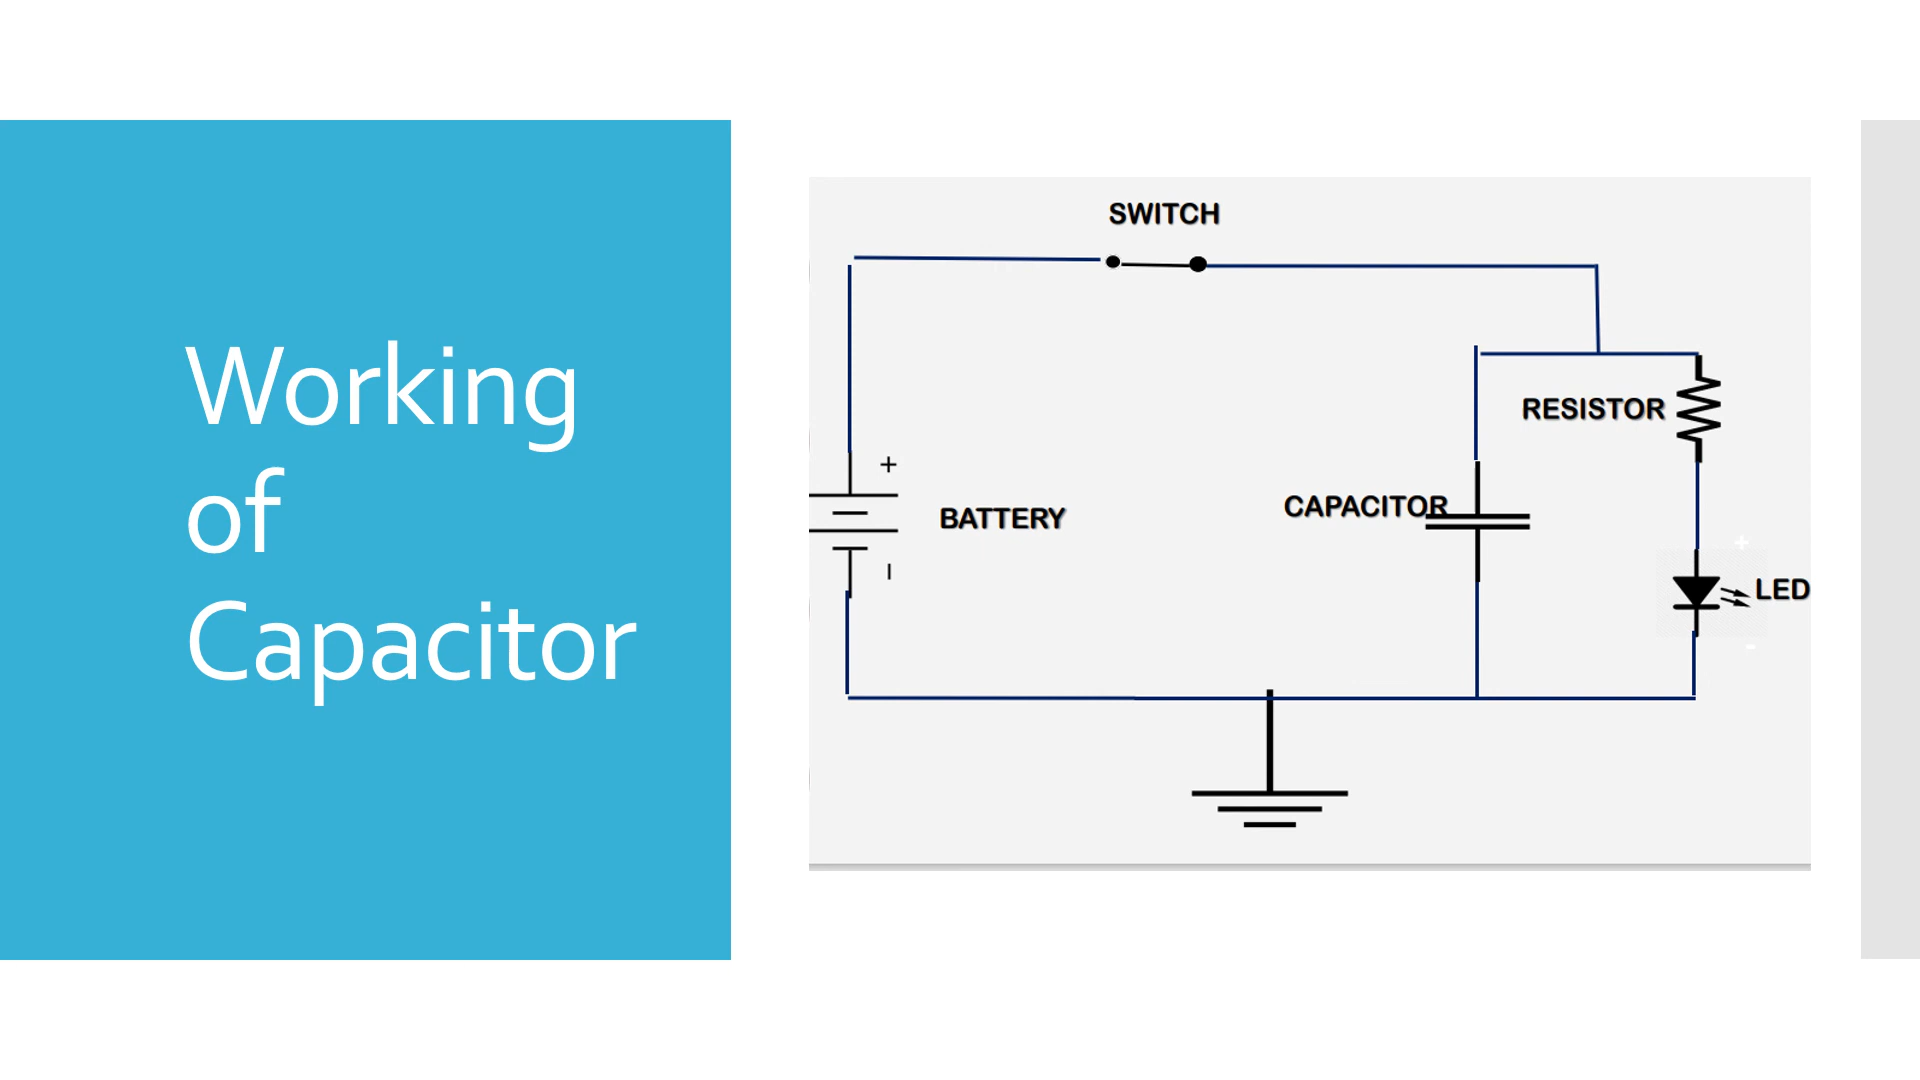 Working
of
Capacitor
SWITCH
RESISTOR
+
BATTERY
CAPACITOR
+
LED
-